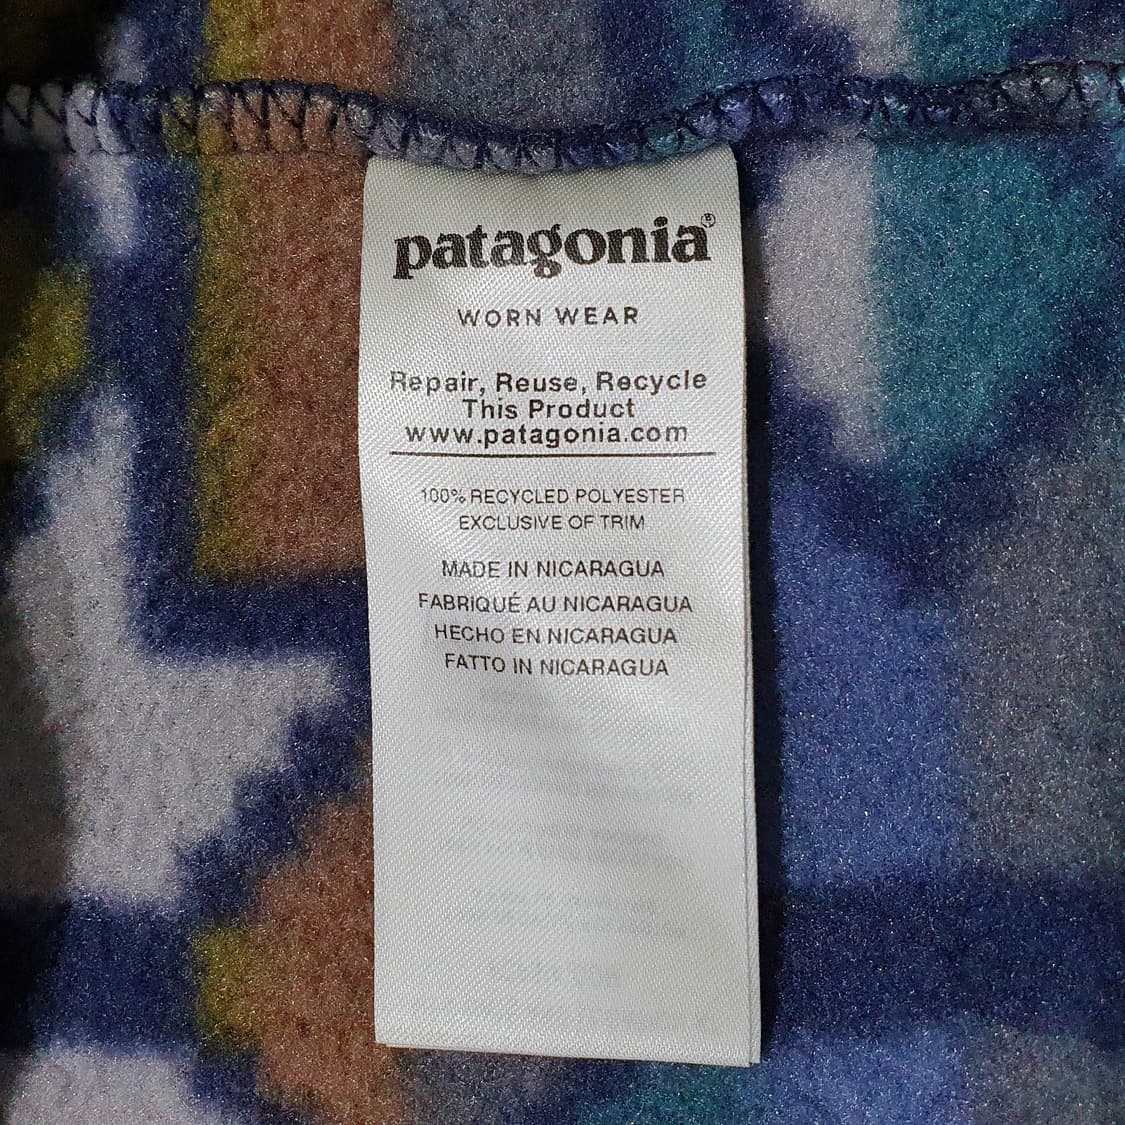 patagonia®
WORN WEAR
Repair, Reuse, Recycle
This Product
www.patagonia.com
100% RECYCLED POLYESTER
EXCLUSIVE OF TRIM
MADE IN NICARAGUA
FABRIQUÉ AU NICARAGUA
HECHO EN NICARAGUA
FATTO IN NICARAGUA